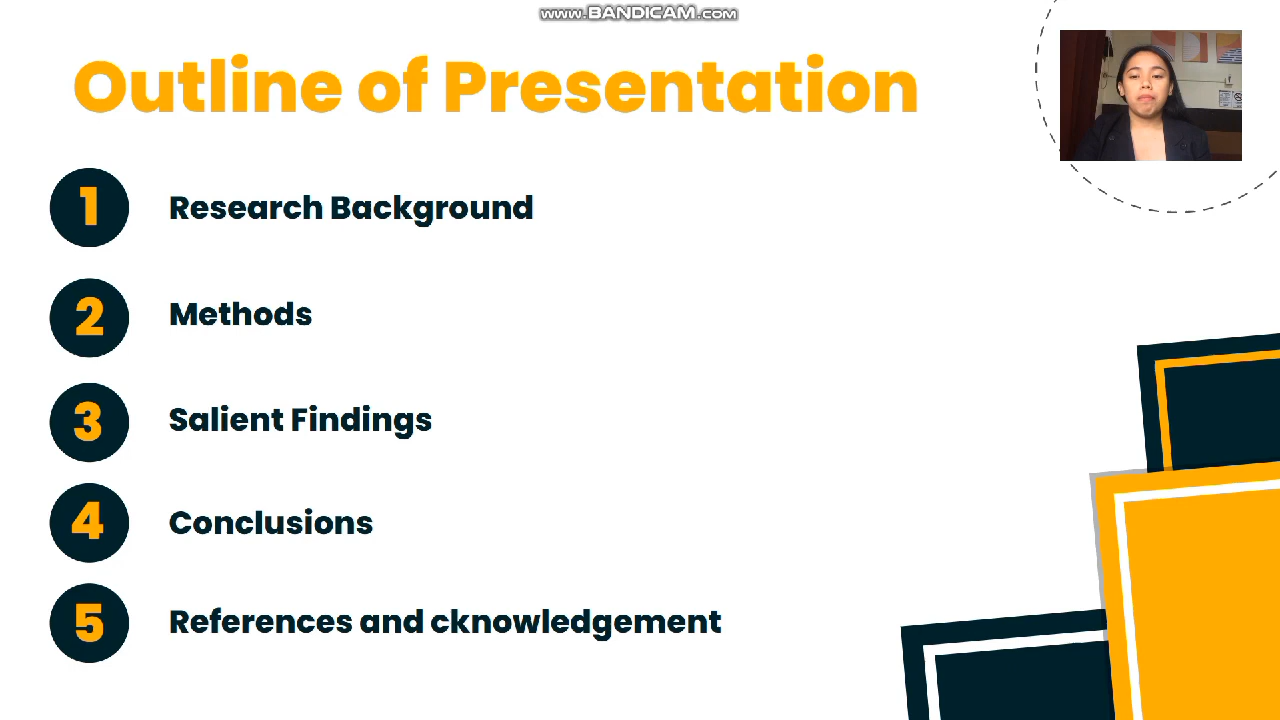 www.BANDICAM.com
Outline of Presentation
1 Research Background
2 Methods
3 Salient Findings
4 Conclusions
5 References and cknowledgement